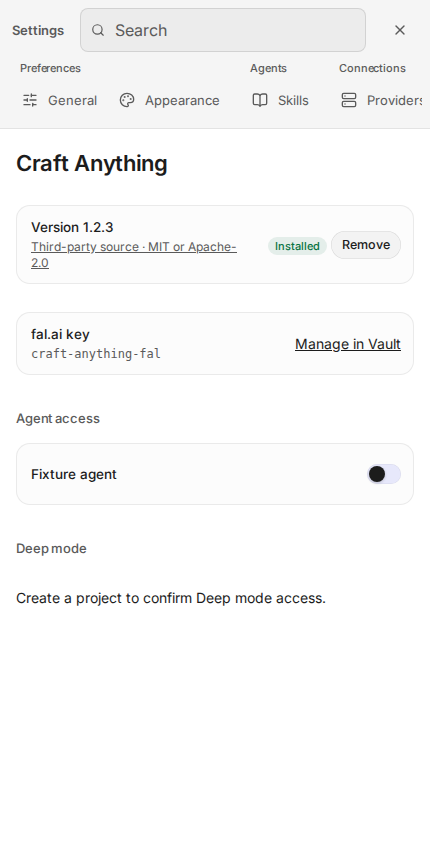 Settings
Search
Preferences
Agents
Connections
General
Appearance
Skills
Providers
Craft Anything
Version 1.2.3
Third-party source · MIT or Apache-
2.0
Installed
Remove
fal.ai key
craft-anything-fal
Manage in Vault
Agent access
Fixture agent
Deep mode
Create a project to confirm Deep mode access.